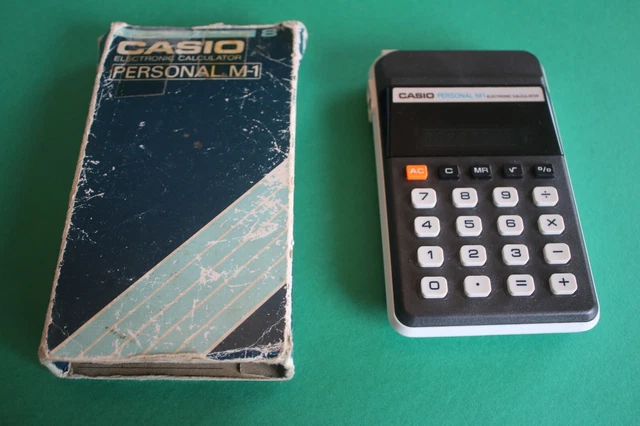 8
CASIO
ELECTRONIC CALCULATOR
PERSONAL M-1
CASIO PERSONAL M-1 ELECTRONIC CALCULATOR
AC C MR √ %
7 8 9 ÷
4 5 6 ×
1 2 3 −
0 · = +